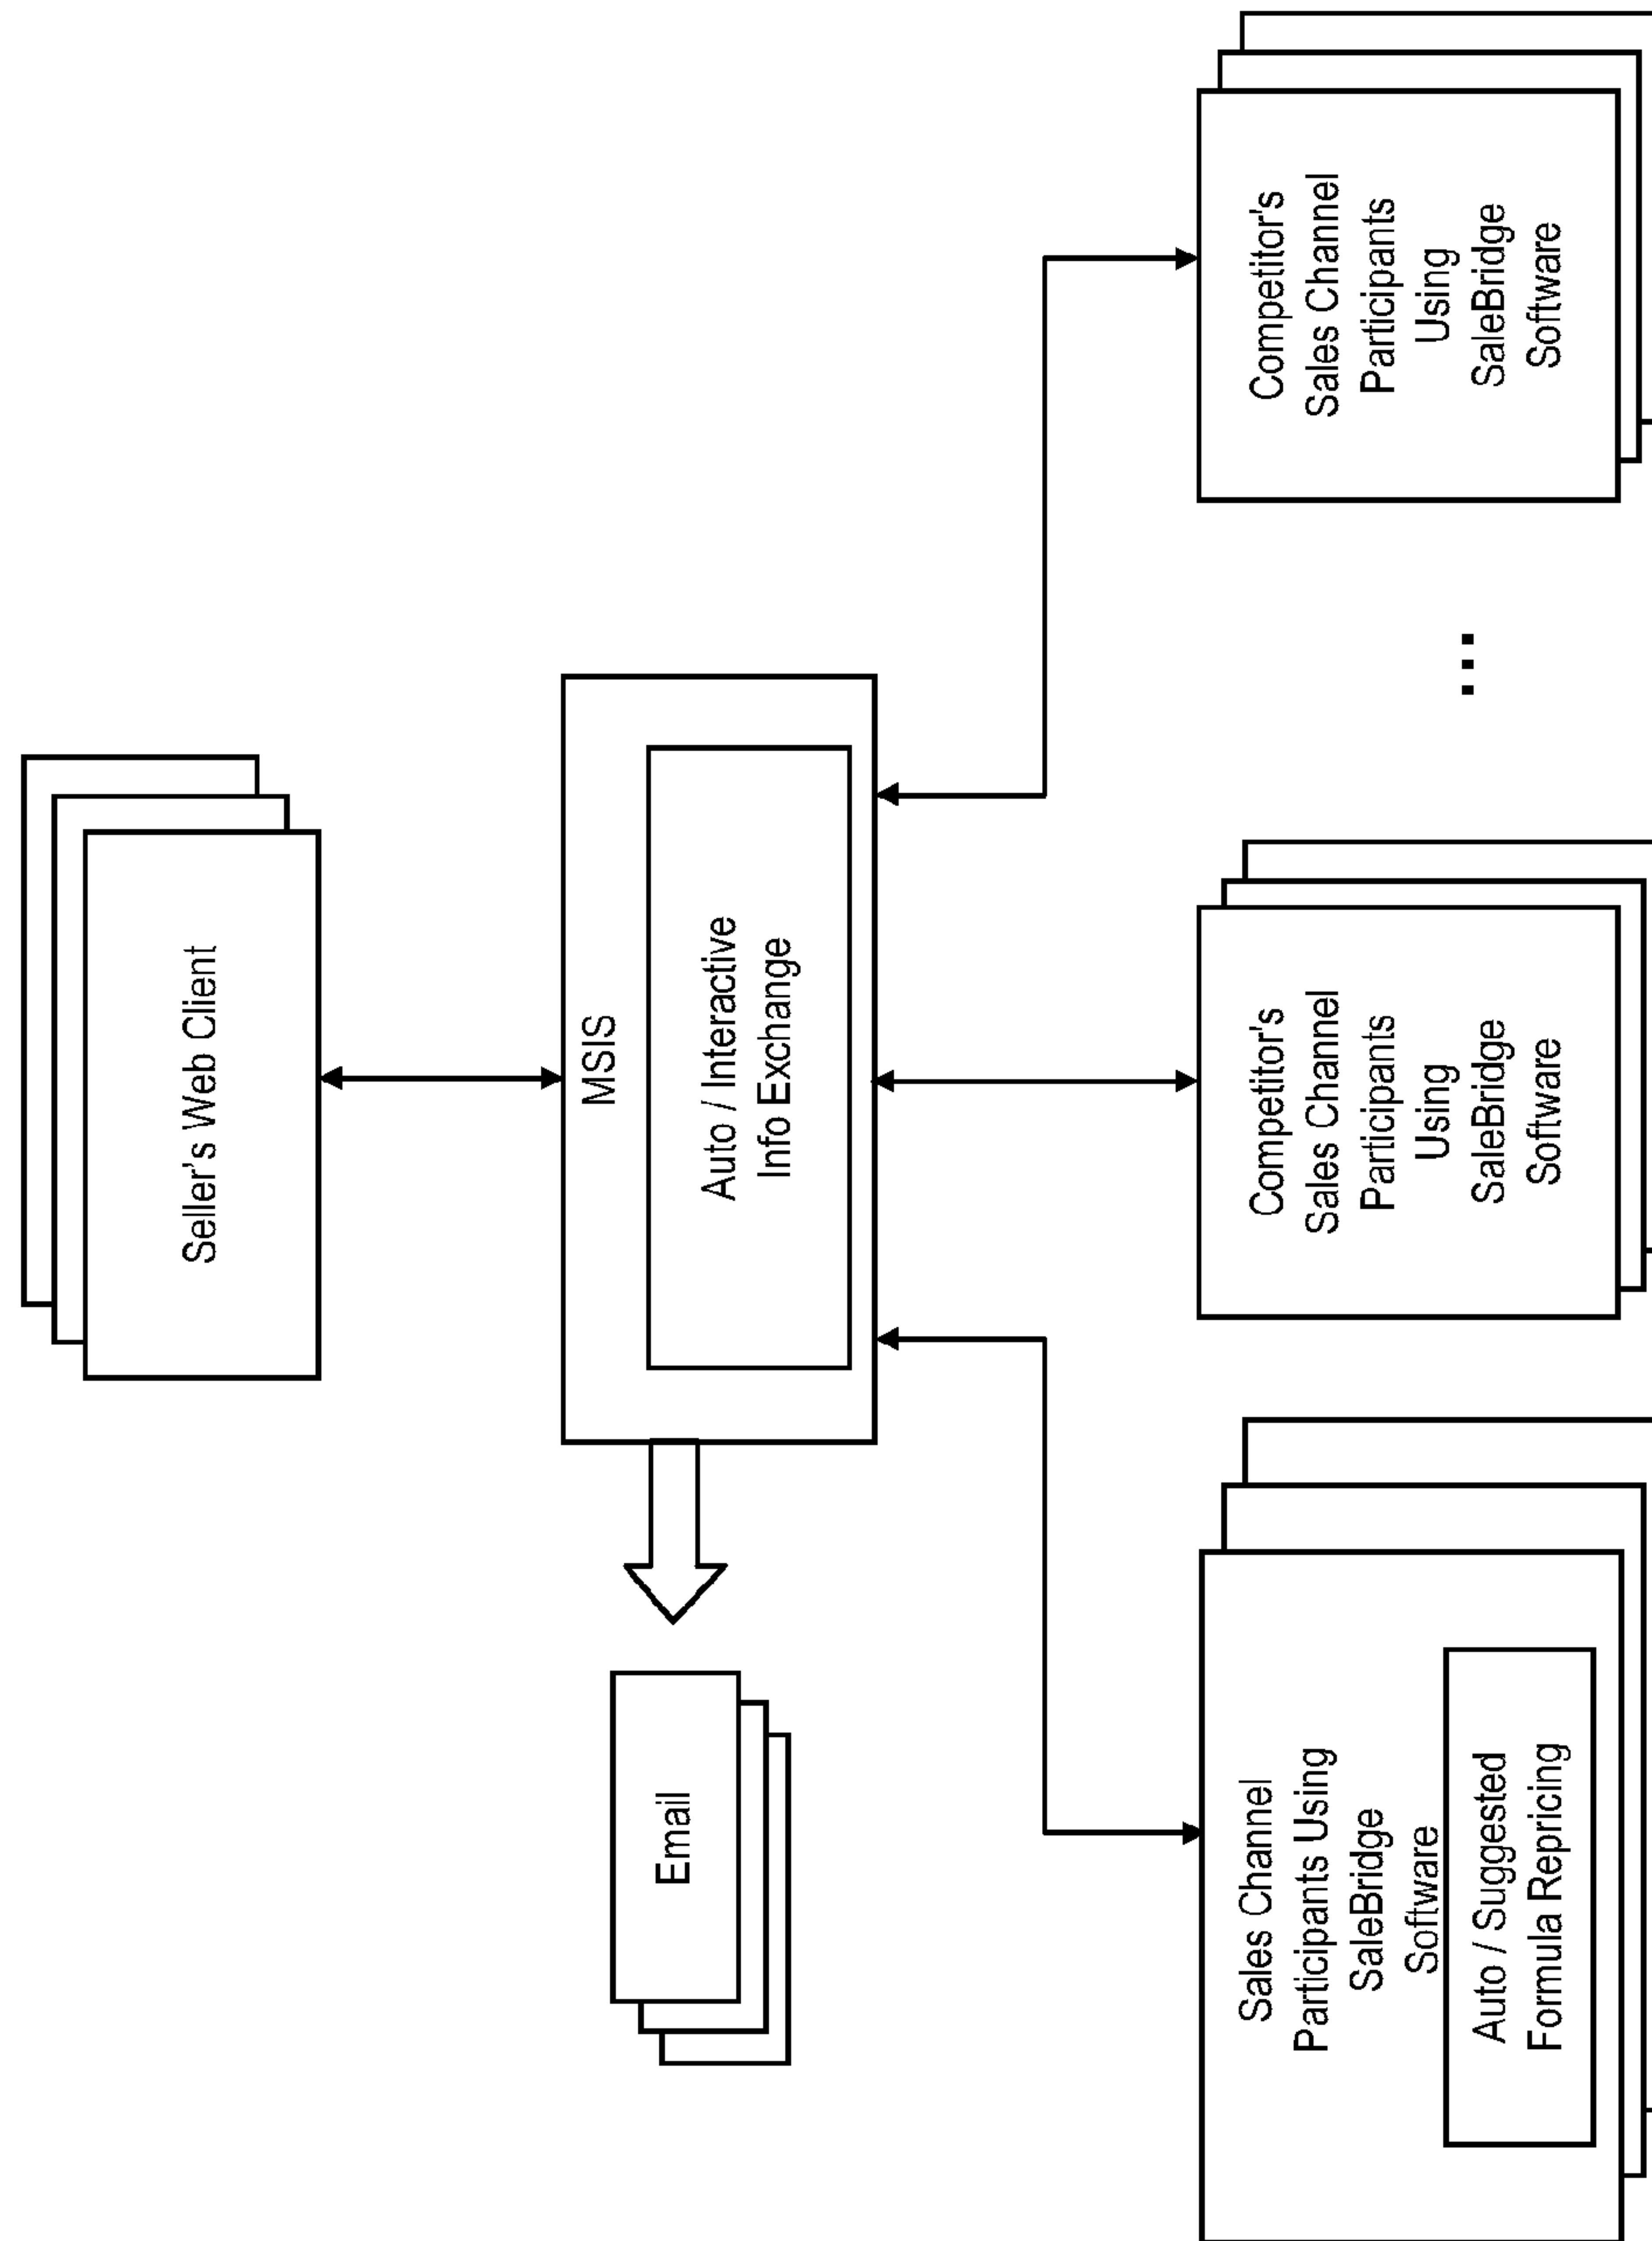 Seller's Web Client
MSIS
Auto / Interactive
Info Exchange
Email
Sales Channel
Participants Using
SaleBridge
Software
Auto / Suggested
Formula Repricing
Competitor's
Sales Channel
Participants
Using
SaleBridge
Software
...
Competitor's
Sales Channel
Participants
Using
SaleBridge
Software